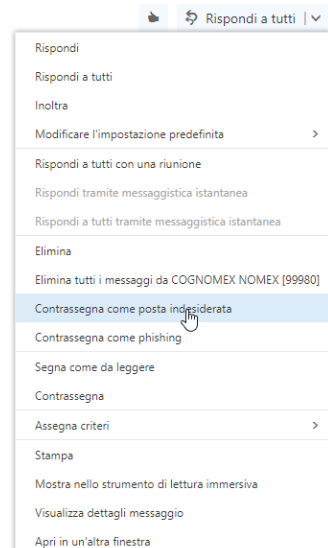 Rispondi a tutti
Rispondi
Rispondi a tutti
Inoltra
Modificare l'impostazione predefinita
Rispondi a tutti con una riunione
Rispondi tramite messaggistica istantanea
Rispondi a tutti tramite messaggistica istantanea
Elimina
Elimina tutti i messaggi da COGNOMEX NOMEX [99980]
Contrassegna come posta indesiderata
Contrassegna come phishing
Segna come da leggere
Contrassegna
Assegna criteri
Stampa
Mostra nello strumento di lettura immersiva
Visualizza dettagli messaggio
Apri in un'altra finestra